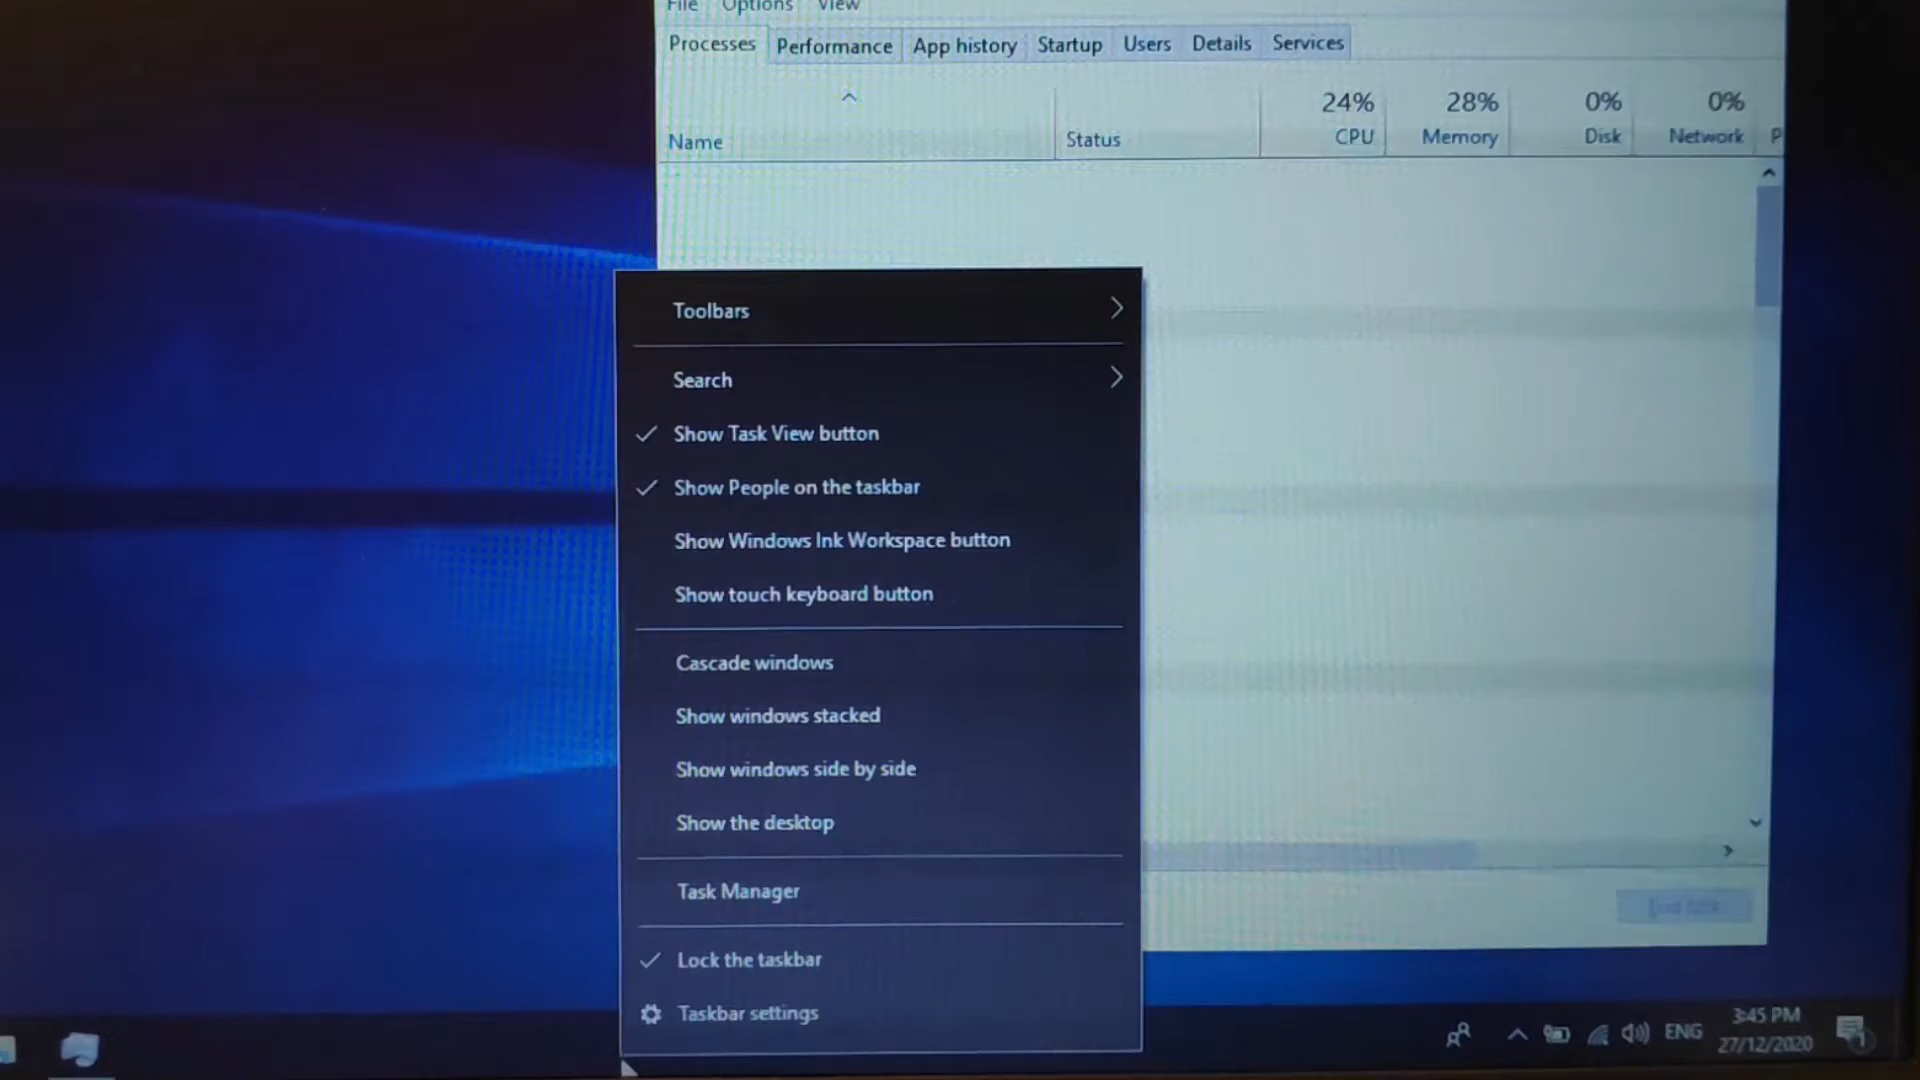 File Options View
Processes Performance App history Startup Users Details Services
24% 28% 0% 0%
Name Status CPU Memory Disk Network P
Toolbars
Search
Show Task View button
Show People on the taskbar
Show Windows Ink Workspace button
Show touch keyboard button
Cascade windows
Show windows stacked
Show windows side by side
Show the desktop
Task Manager
End task
Lock the taskbar
Taskbar settings
ENG
3:45 PM
27/12/2020